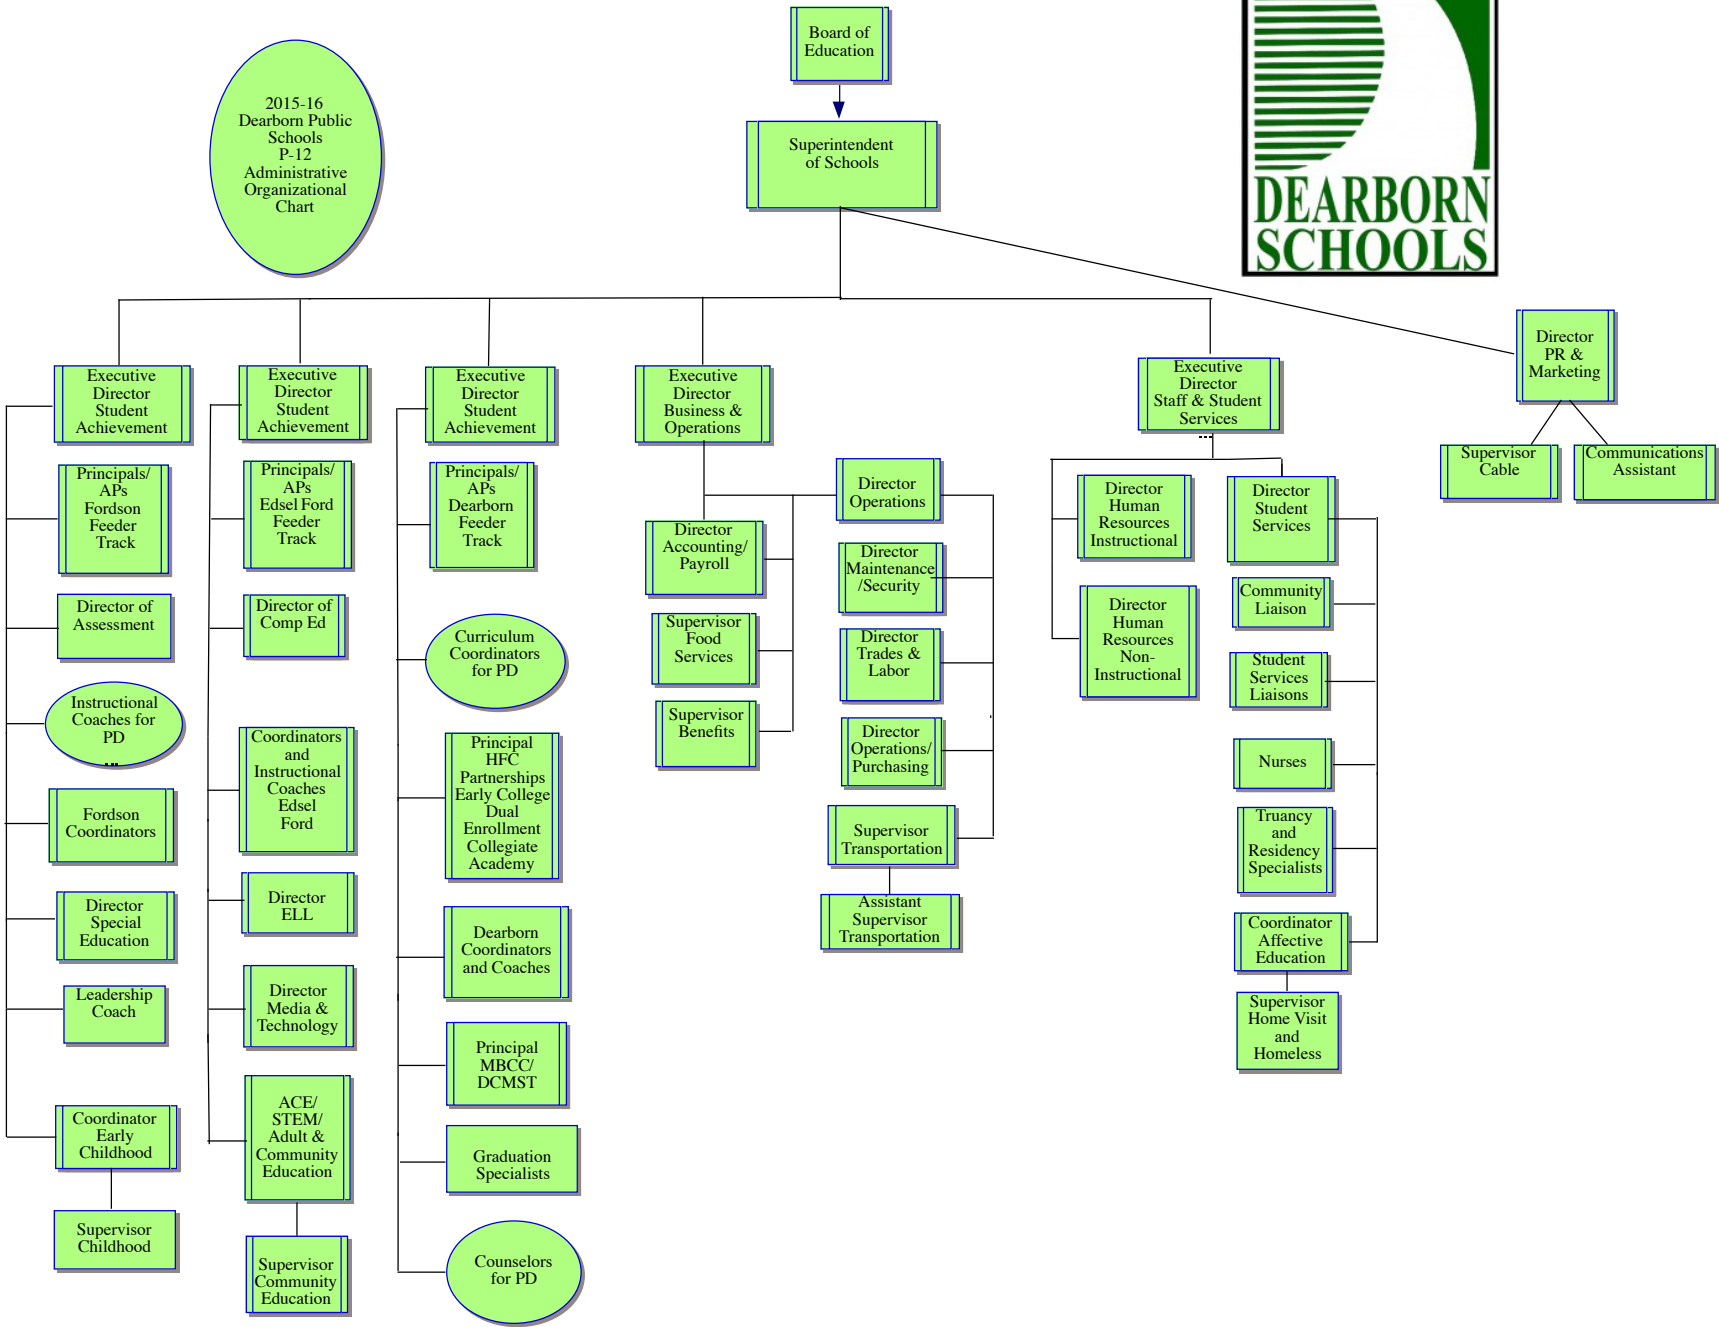 Board of
Education
2015-16
Dearborn Public
Schools
P-12
Administrative
Organizational
Chart
Superintendent
of Schools
DEARBORN
SCHOOLS
Director
PR &
Marketing
Supervisor
Cable
Communications
Assistant
Executive
Director
Student
Achievement
Principals/
APs
Fordson
Feeder
Track
Director of
Assessment
Instructional
Coaches for
PD
Fordson
Coordinators
Director
Special
Education
Leadership
Coach
Coordinator
Early
Childhood
Supervisor
Childhood
Executive
Director
Student
Achievement
Principals/
APs
Edsel Ford
Feeder
Track
Director of
Comp Ed
Coordinators
and
Instructional
Coaches
Edsel
Ford
Director
ELL
Director
Media &
Technology
ACE/
STEM/
Adult &
Community
Education
Supervisor
Community
Education
Executive
Director
Student
Achievement
Principals/
APs
Dearborn
Feeder
Track
Curriculum
Coordinators
for PD
Principal
HFC
Partnerships
Early College
Dual
Enrollment
Collegiate
Academy
Dearborn
Coordinators
and Coaches
Principal
MBCC/
DCMST
Graduation
Specialists
Counselors
for PD
Executive
Director
Business &
Operations
Director
Accounting/
Payroll
Supervisor
Food
Services
Supervisor
Benefits
Director
Operations
Director
Maintenance
/Security
Director
Trades &
Labor
Director
Operations/
Purchasing
Supervisor
Transportation
Assistant
Supervisor
Transportation
Executive
Director
Staff & Student
Services
Director
Human
Resources
Instructional
Director
Human
Resources
Non-
Instructional
Director
Student
Services
Community
Liaison
Student
Services
Liaisons
Nurses
Truancy
and
Residency
Specialists
Coordinator
Affective
Education
Supervisor
Home Visit
and
Homeless